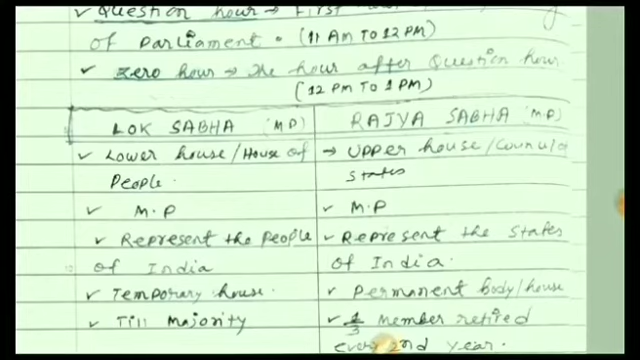 ✓ Question hour → First
of Parliament. (11 AM TO 12 PM)
✓ Zero hour → The hour after Question hour
(12 PM TO 1 PM)
LOK SABHA (MP)
✓ Lower house/House of
People.
✓ M.P
✓ Represent the People
of India
✓ Temporary house.
✓ Till Majority
RAJYA SABHA (M.P)
→ UPPer house/Council of
States
✓ M.P
✓ Represent the States
of India.
✓ Permanent body/house
✓ 1/3 Member retired
every 2nd year.